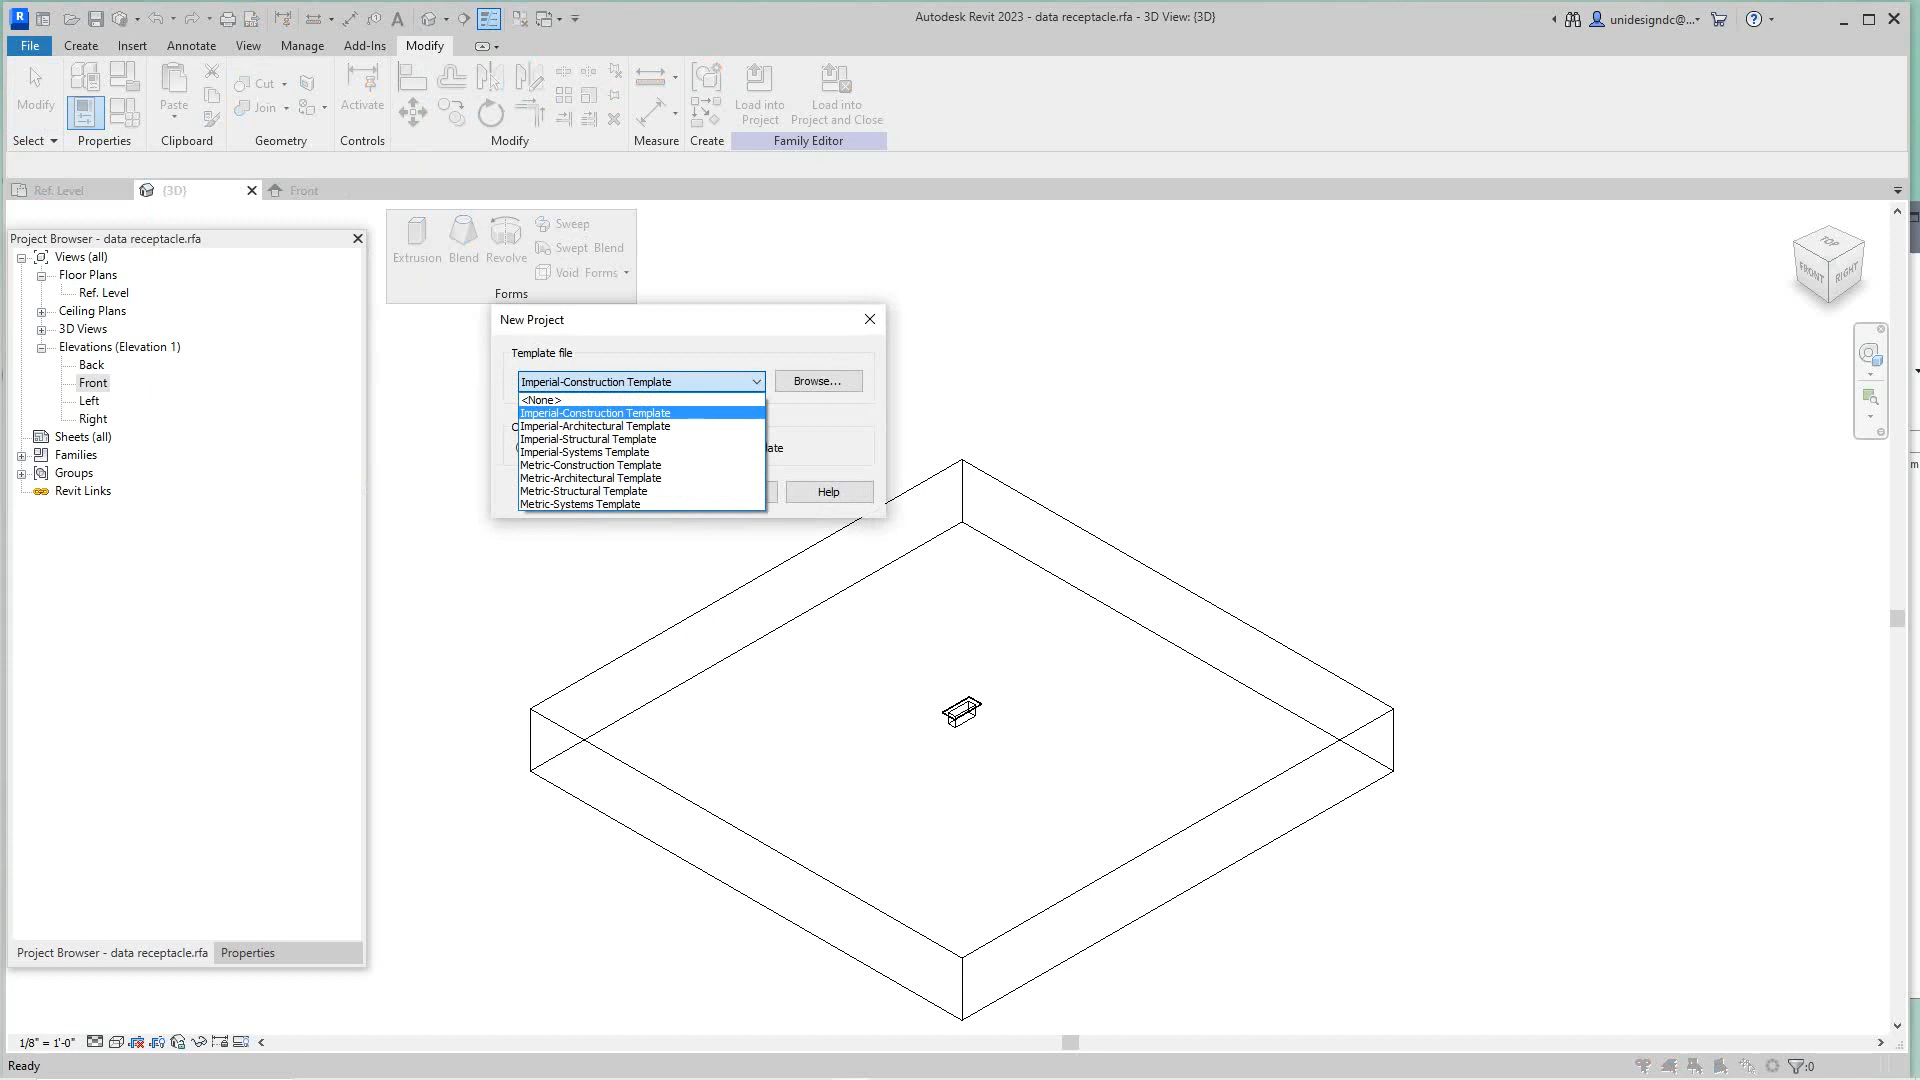 Autodesk Revit 2023 - data receptacle.rfa - 3D View: {3D}
unidesigndc@...
File Create Insert Annotate View Manage Add-Ins Modify
Modify
Paste
Cut
Join
Activate
Load into Project
Load into Project and Close
Select Properties Clipboard Geometry Controls Modify Measure Create Family Editor
Ref. Level {3D} Front
Project Browser - data receptacle.rfa
Views (all)
Floor Plans
Ref. Level
Ceiling Plans
3D Views
Elevations (Elevation 1)
Back
Front
Left
Right
Sheets (all)
Families
Groups
Revit Links
Extrusion Blend Revolve
Sweep
Swept Blend
Void Forms
Forms
New Project
Template file
Imperial-Construction Template
Browse...
<None>
Imperial-Construction Template
Imperial-Architectural Template
Imperial-Structural Template
Imperial-Systems Template
Metric-Construction Template
Metric-Architectural Template
Metric-Structural Template
Metric-Systems Template
Help
TOP
FRONT
RIGHT
Project Browser - data receptacle.rfa Properties
1/8" = 1'-0"
Ready
:0